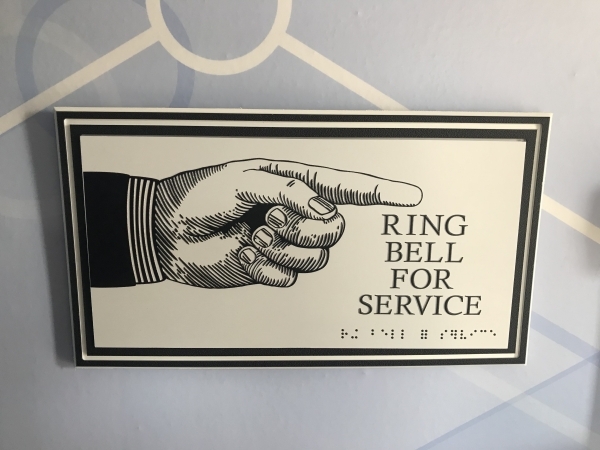 RING
BELL
FOR
SERVICE
⠗⠬ ⠃⠑⠇⠇ ⠿ ⠎⠻⠧⠊⠉⠑